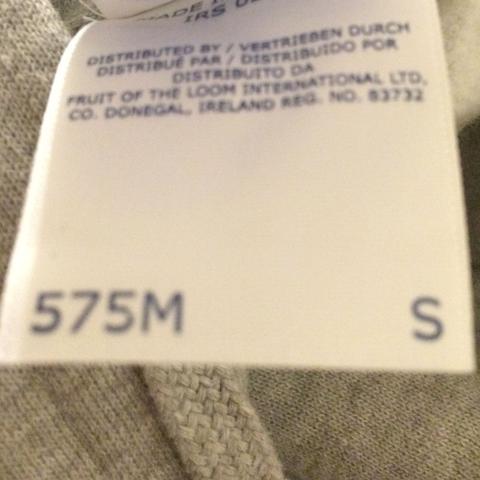 DISTRIBUTED BY / VERTRIEBEN DURCH
DISTRIBUÉ PAR / DISTRIBUIDO POR
DISTRIBUITO DA
FRUIT OF THE LOOM INTERNATIONAL LTD,
CO. DONEGAL, IRELAND REG. NO. 83732
575M
S